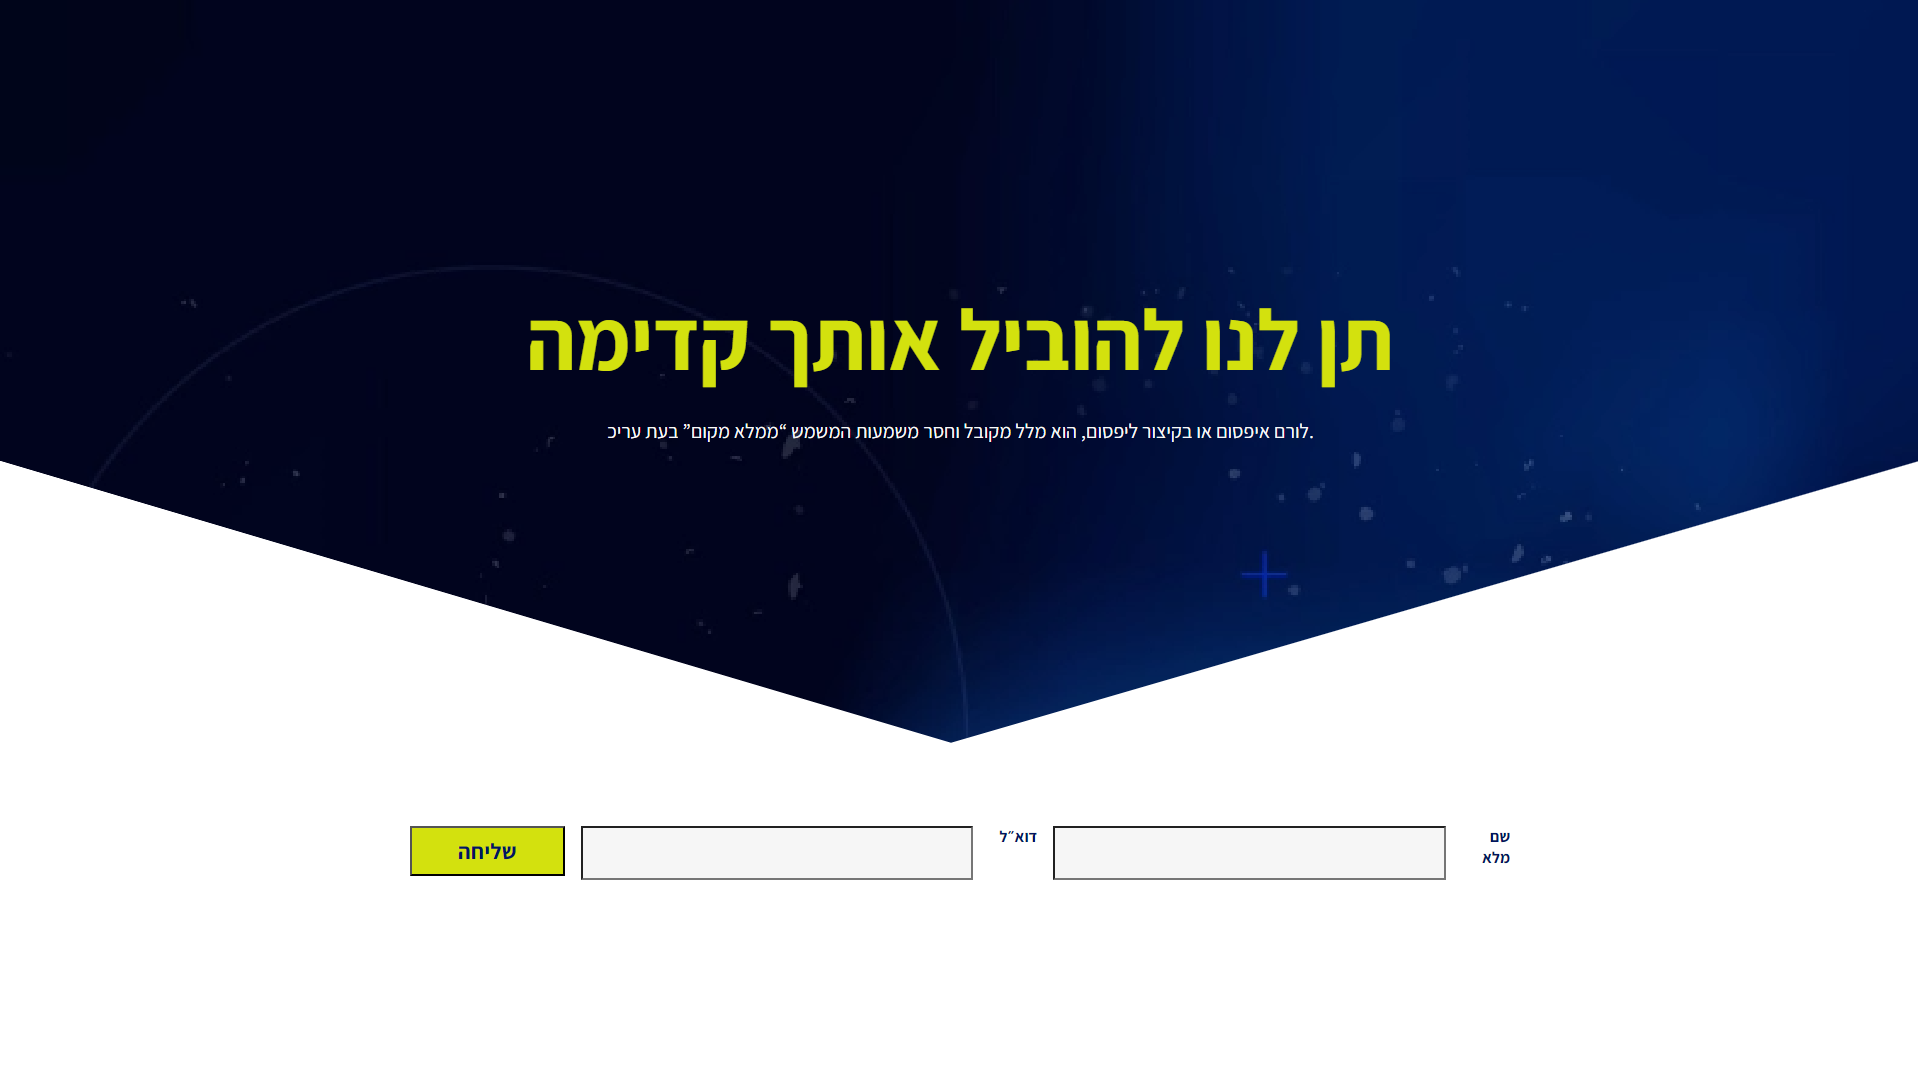 תן לנו להוביל אותך קדימה
לורם איפסום או בקיצור ליפסום, הוא מלל מקובל וחסר משמעות המשמש “ממלא מקום” בעת עריכ.
שם
מלא
דוא״ל
שליחה